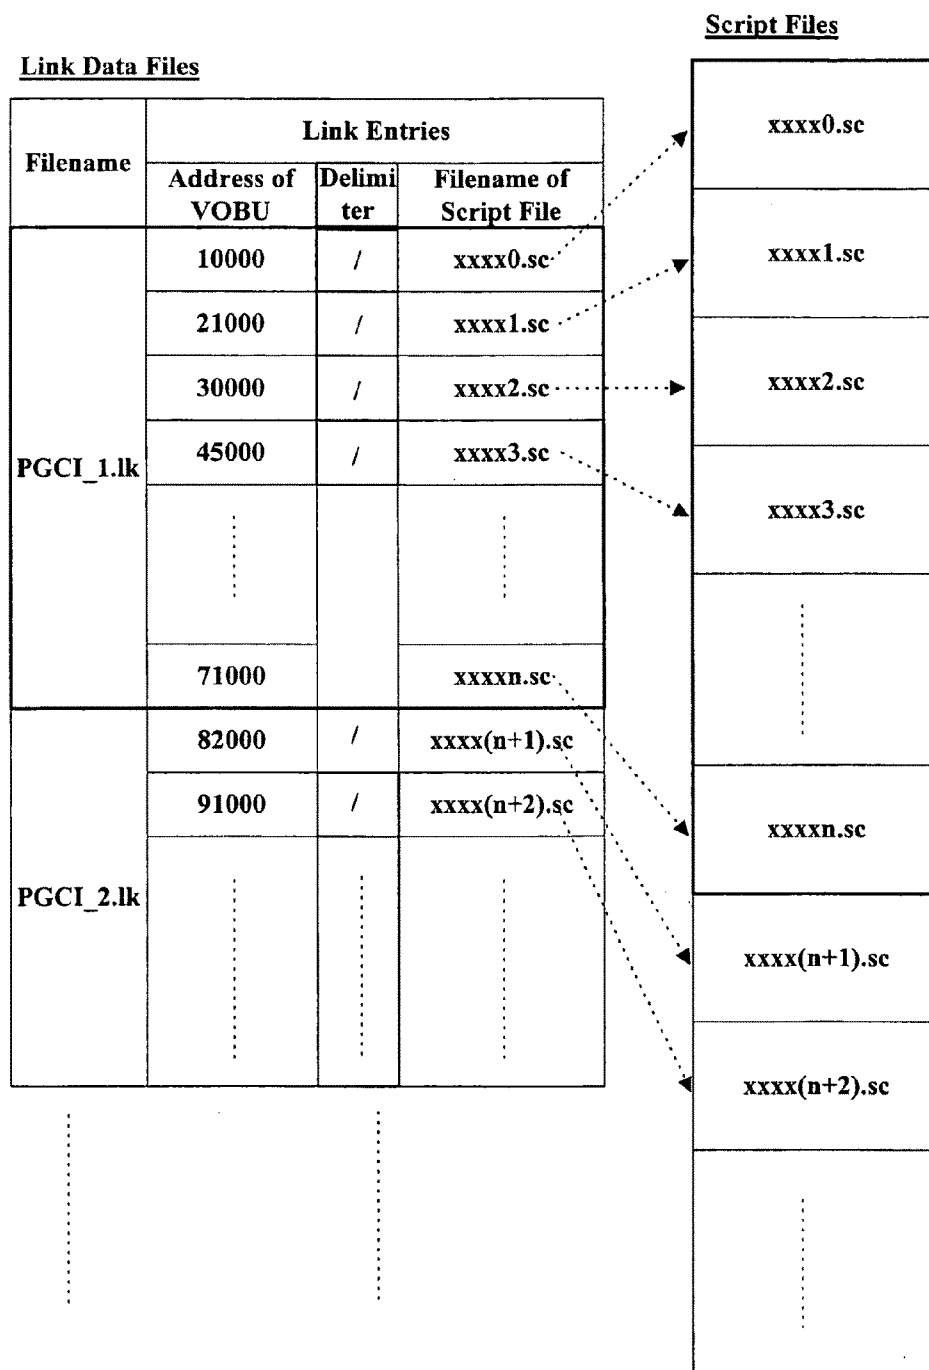 Script Files
Link Data Files
Filename
Link Entries
Address of
VOBU
Delimi
ter
Filename of
Script File
PGCI_1.lk
10000 / xxxx0.sc
21000 / xxxx1.sc
30000 / xxxx2.sc
45000 / xxxx3.sc
71000 xxxxn.sc
PGCI_2.lk
82000 / xxxx(n+1).sc
91000 / xxxx(n+2).sc
xxxx0.sc
xxxx1.sc
xxxx2.sc
xxxx3.sc
xxxxn.sc
xxxx(n+1).sc
xxxx(n+2).sc